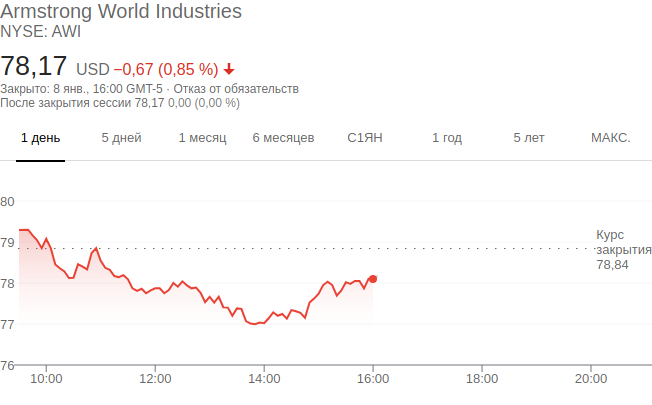 Armstrong World Industries
NYSE: AWI
78,17 USD −0,67 (0,85 %)
Закрыто: 8 янв., 16:00 GMT-5 · Отказ от обязательств
После закрытия сессии 78,17 0,00 (0,00 %)
1 день 5 дней 1 месяц 6 месяцев С1ЯН 1 год 5 лет МАКС.
80
79
78
77
76
Курс
закрытия
78,84
10:00 12:00 14:00 16:00 18:00 20:00